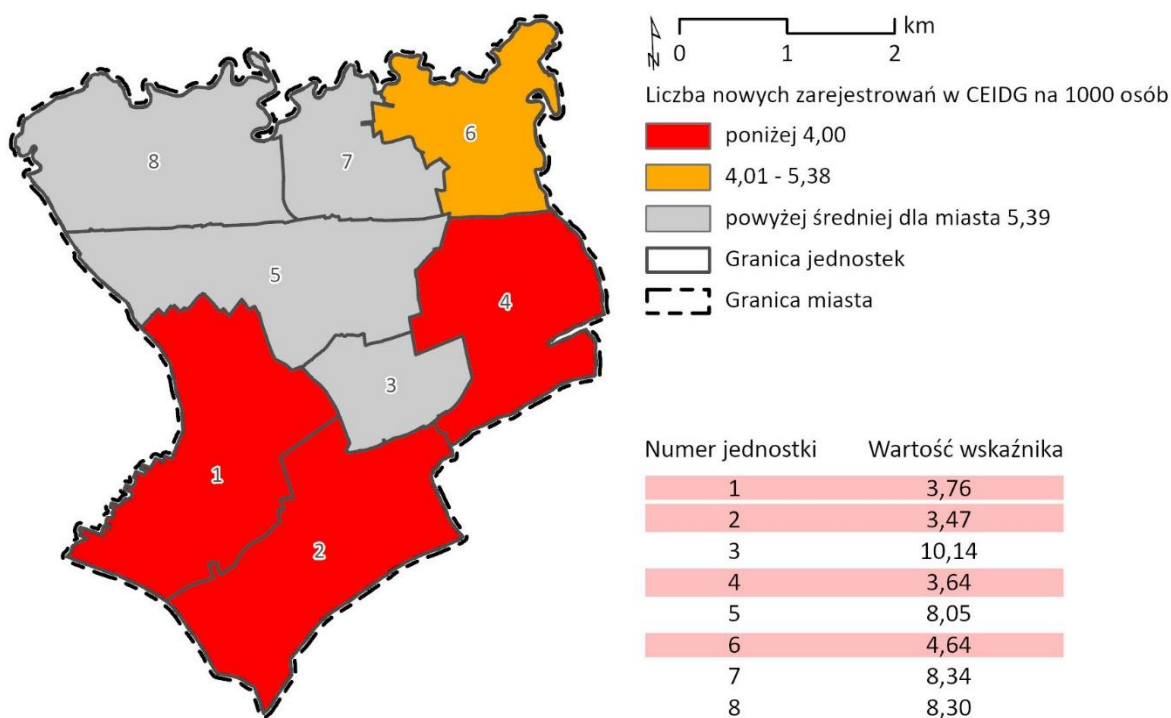 km
0 1 2
N
Liczba nowych zarejestrowań w CEIDG na 1000 osób
poniżej 4,00
4,01 - 5,38
powyżej średniej dla miasta 5,39
Granica jednostek
Granica miasta
6
8
7
5
4
3
1
2
Numer jednostki Wartość wskaźnika
1 3,76
2 3,47
3 10,14
4 3,64
5 8,05
6 4,64
7 8,34
8 8,30